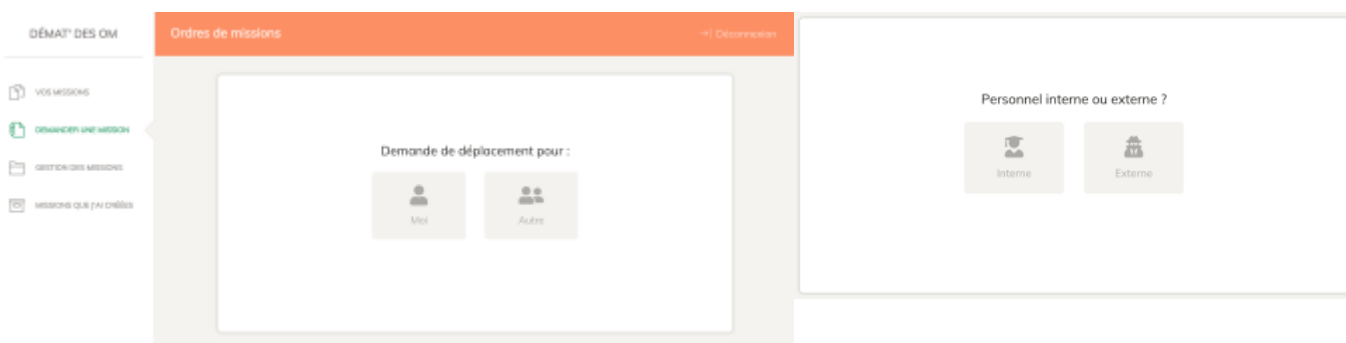 DÉMAT' DES OM
VOS MISSIONS
DEMANDER UNE MISSION
GESTION DES MISSIONS
MISSIONS QUE J'AI CRÉÉES
Ordres de missions
Déconnexion
Demande de déplacement pour :
Moi
Autre
Personnel interne ou externe ?
Interne
Externe